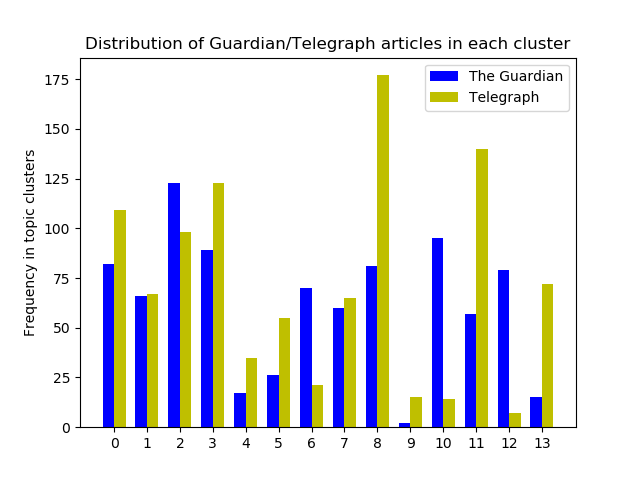 Distribution of Guardian/Telegraph articles in each cluster
The Guardian
Telegraph
Frequency in topic clusters
175
150
125
100
75
50
25
0
0 1 2 3 4 5 6 7 8 9 10 11 12 13